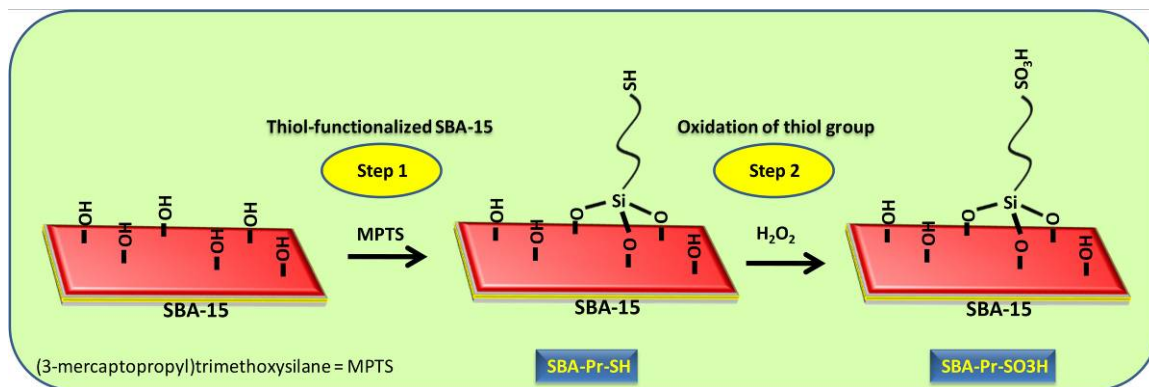 Thiol-functionalized SBA-15
Step 1
MPTS
Oxidation of thiol group
Step 2
H₂O₂
OH
OH
OH
OH
OH
OH
SBA-15
SH
Si
O
O
O
OH
OH
OH
SBA-15
SO₃H
Si
O
O
O
OH
OH
OH
SBA-15
(3-mercaptopropyl)trimethoxysilane = MPTS
SBA-Pr-SH
SBA-Pr-SO3H